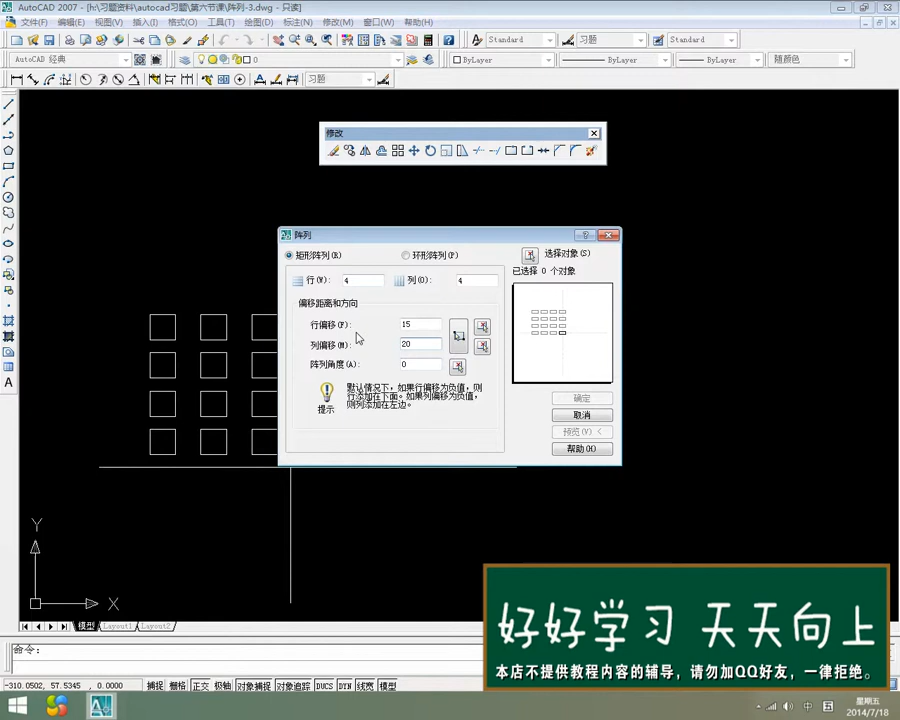 AutoCAD 2007 - [h:\习题资料\autocad习题\第六节课\阵列-3.dwg - 只读]
文件(F) 编辑(E) 视图(V) 插入(I) 格式(O) 工具(T) 绘图(D) 标注(N) 修改(M) 窗口(W) 帮助(H)
Standard 习题 Standard
AutoCAD 经典 0 ByLayer ByLayer ByLayer 随颜色
习题
修改
阵列
矩形阵列(R) 环形阵列(P) 选择对象(S)
已选择 0 个对象
行(W): 4 列(O): 4
偏移距离和方向
行偏移(F): 15
列偏移(M): 20
阵列角度(A): 0
默认情况下，如果行偏移为负值，则
行添加在下面。如果列偏移为负值，
则列添加在左边。
提示
确定
取消
预览(V) <
帮助(H)
Y
X
模型 Layout1 Layout2
命令:
好好学习 天天向上
本店不提供教程内容的辅导，请勿加QQ好友，一律拒绝。
-310.0502, 57.5345, 0.0000 捕捉 栅格 正交 极轴 对象捕捉 对象追踪 DUCS DYN 线宽 模型
中 五 星期五
2014/7/18